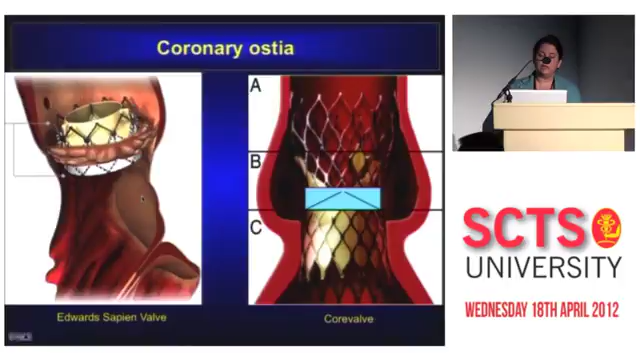 Coronary ostia
A
B
C
Edwards Sapien Valve
Corevalve
SCTS
UNIVERSITY
WEDNESDAY 18TH APRIL 2012